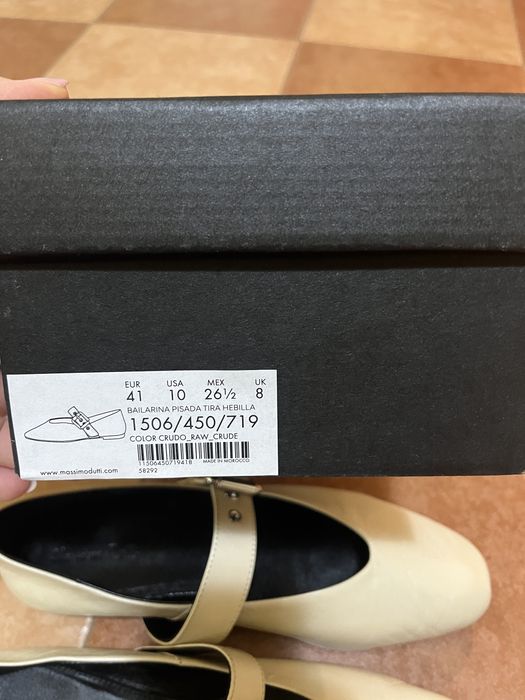 EUR USA MEX UK
41 10 26½ 8
BAILARINA PISADA TIRA HEBILLA
1506/450/719
COLOR CRUDO_RAW_CRUDE
11506450719418 MADE IN MOROCCO
www.massimodutti.com 58292